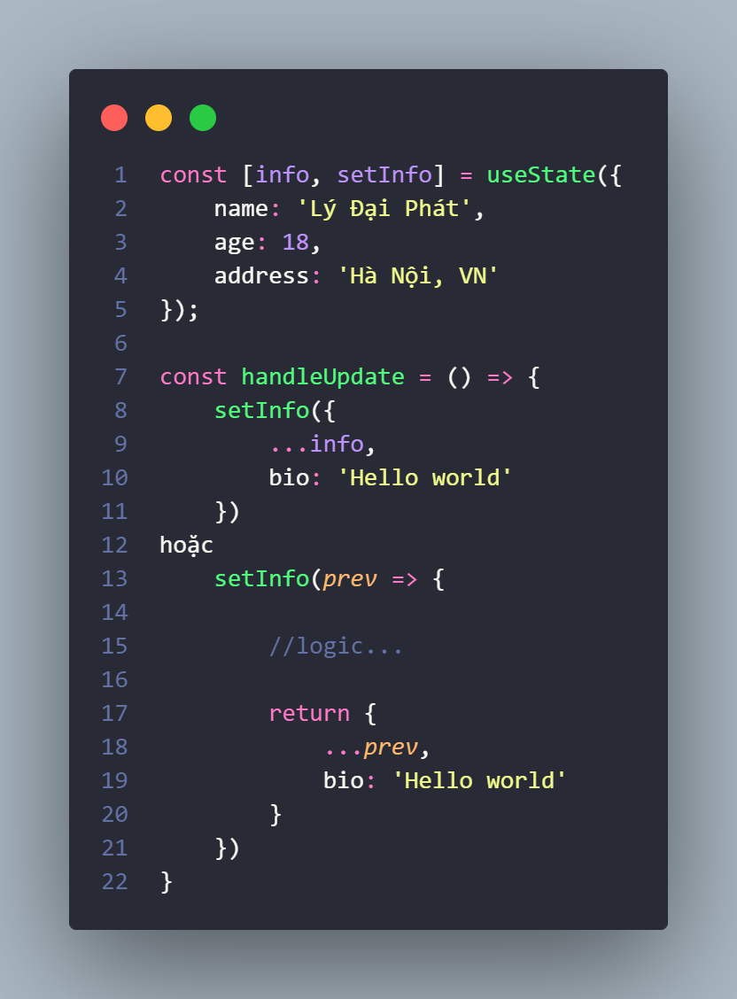 1 const [info, setInfo] = useState({
2     name: 'Lý Đại Phát',
3     age: 18,
4     address: 'Hà Nội, VN'
5 });
6
7 const handleUpdate = () => {
8     setInfo({
9         ...info,
10         bio: 'Hello world'
11     })
12 hoặc
13     setInfo(prev => {
14
15         //logic...
16
17         return {
18             ...prev,
19             bio: 'Hello world'
20         }
21     })
22 }